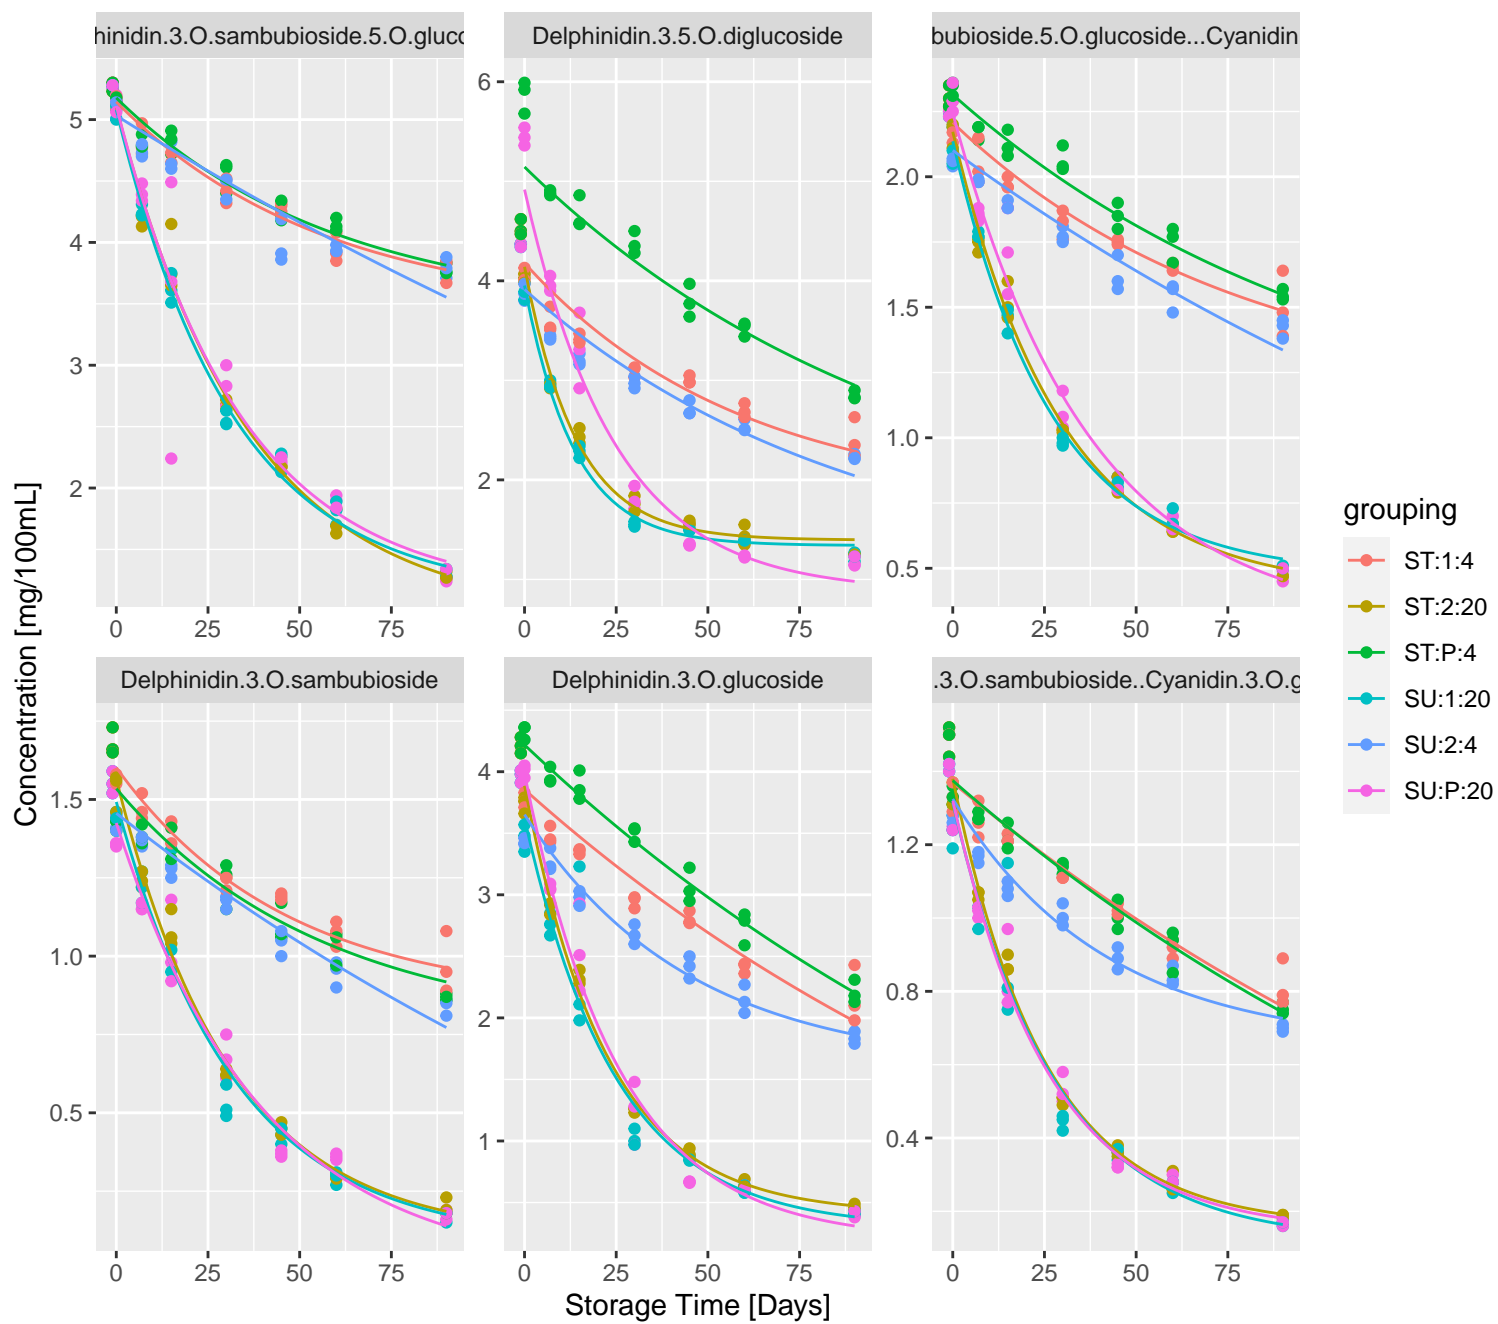 hinidin.3.O.sambubioside.5.O.gluco
Delphinidin.3.5.O.diglucoside
bubioside.5.O.glucoside...Cyanidin
5
4
3
2
6
4
2
2.0
1.5
1.0
0.5
0 25 50 75
0 25 50 75
0 25 50 75
Delphinidin.3.O.sambubioside
Delphinidin.3.O.glucoside
.3.O.sambubioside..Cyanidin.3.O.g
1.5
1.0
0.5
4
3
2
1
1.2
0.8
0.4
0 25 50 75
0 25 50 75
0 25 50 75
Concentration [mg/100mL]
Storage Time [Days]
grouping
ST:1:4
ST:2:20
ST:P:4
SU:1:20
SU:2:4
SU:P:20